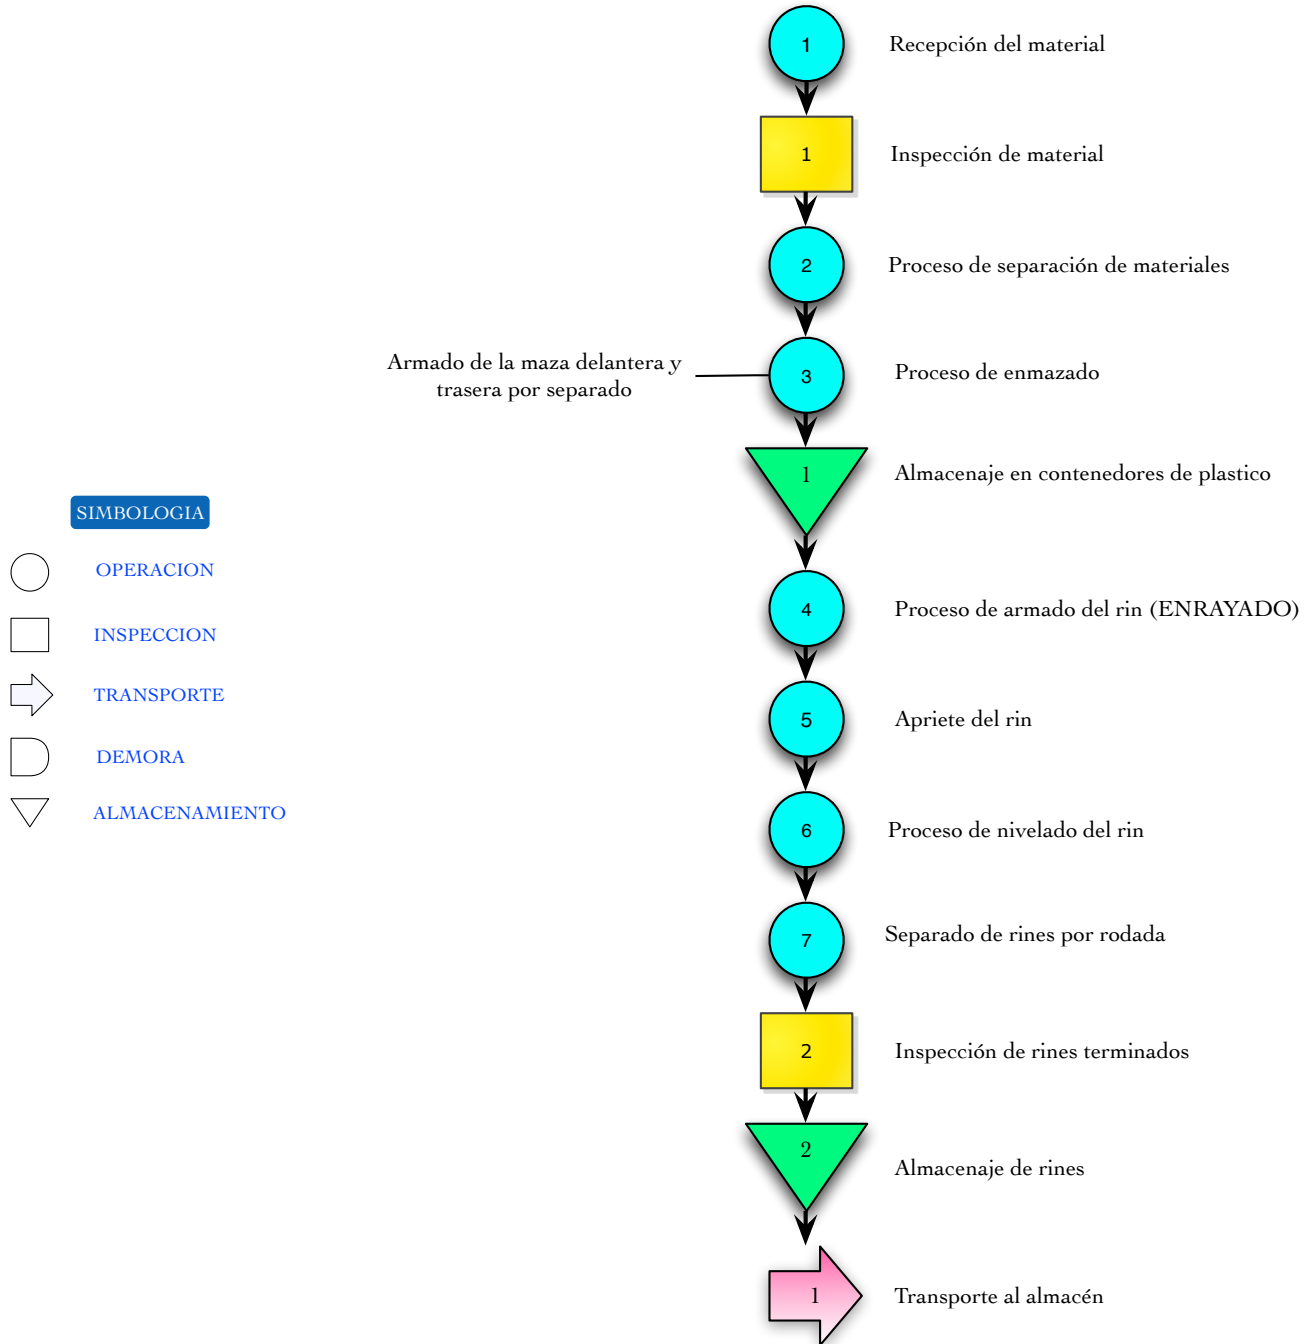 1
Recepción del material
1
Inspección de material
2
Proceso de separación de materiales
Armado de la maza delantera y
trasera por separado
3
Proceso de enmazado
1
Almacenaje en contenedores de plastico
SIMBOLOGIA
OPERACION
INSPECCION
TRANSPORTE
DEMORA
ALMACENAMIENTO
4
Proceso de armado del rin (ENRAYADO)
5
Apriete del rin
6
Proceso de nivelado del rin
7
Separado de rines por rodada
2
Inspección de rines terminados
2
Almacenaje de rines
1
Transporte al almacén